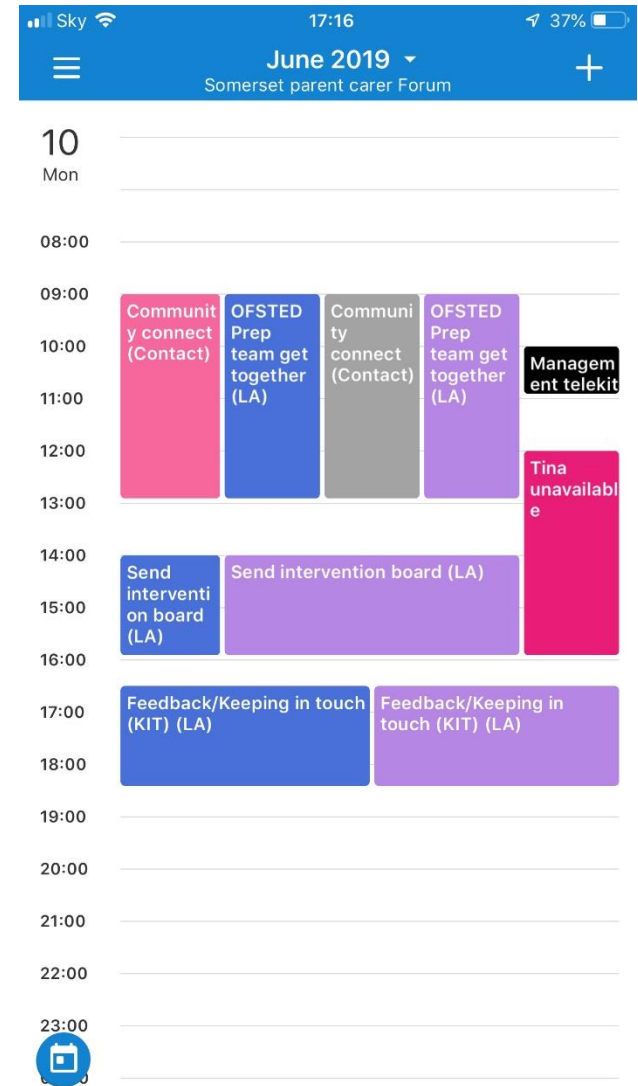 Sky 17:16 37%
June 2019
Somerset parent carer Forum
10
Mon
08:00
09:00
Communit
y connect
(Contact)
OFSTED
Prep
team get
together
(LA)
Communi
ty
connect
(Contact)
OFSTED
Prep
team get
together
(LA)
10:00
Managem
ent telekit
11:00
12:00
Tina
unavailabl
e
13:00
14:00
Send
interventi
on board
(LA)
Send intervention board (LA)
15:00
16:00
Feedback/Keeping in touch
(KIT) (LA)
Feedback/Keeping in
touch (KIT) (LA)
17:00
18:00
19:00
20:00
21:00
22:00
23:00